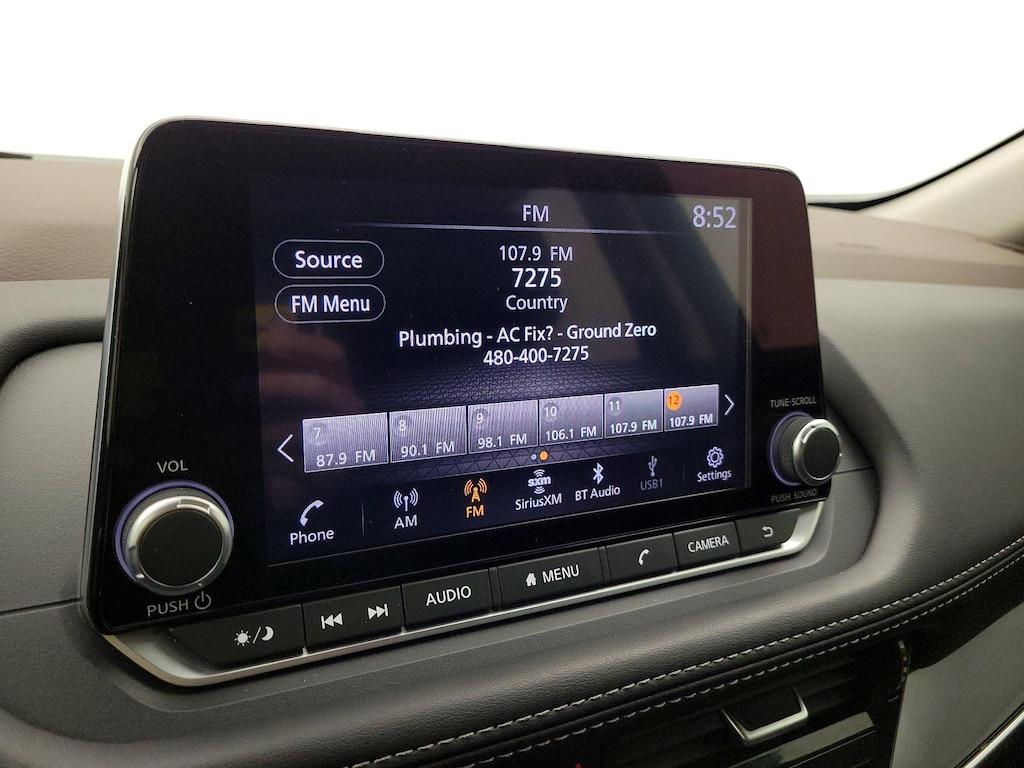 FM
8:52
Source
107.9 FM
7275
FM Menu
Country
Plumbing - AC Fix? - Ground Zero
480-400-7275
7
87.9 FM
8
90.1 FM
9
98.1 FM
10
106.1 FM
11
107.9 FM
12
107.9 FM
TUNE·SCROLL
VOL
Phone
AM
FM
sxm
SiriusXM
BT Audio
USB1
Settings
PUSH SOUND
PUSH
AUDIO
MENU
CAMERA